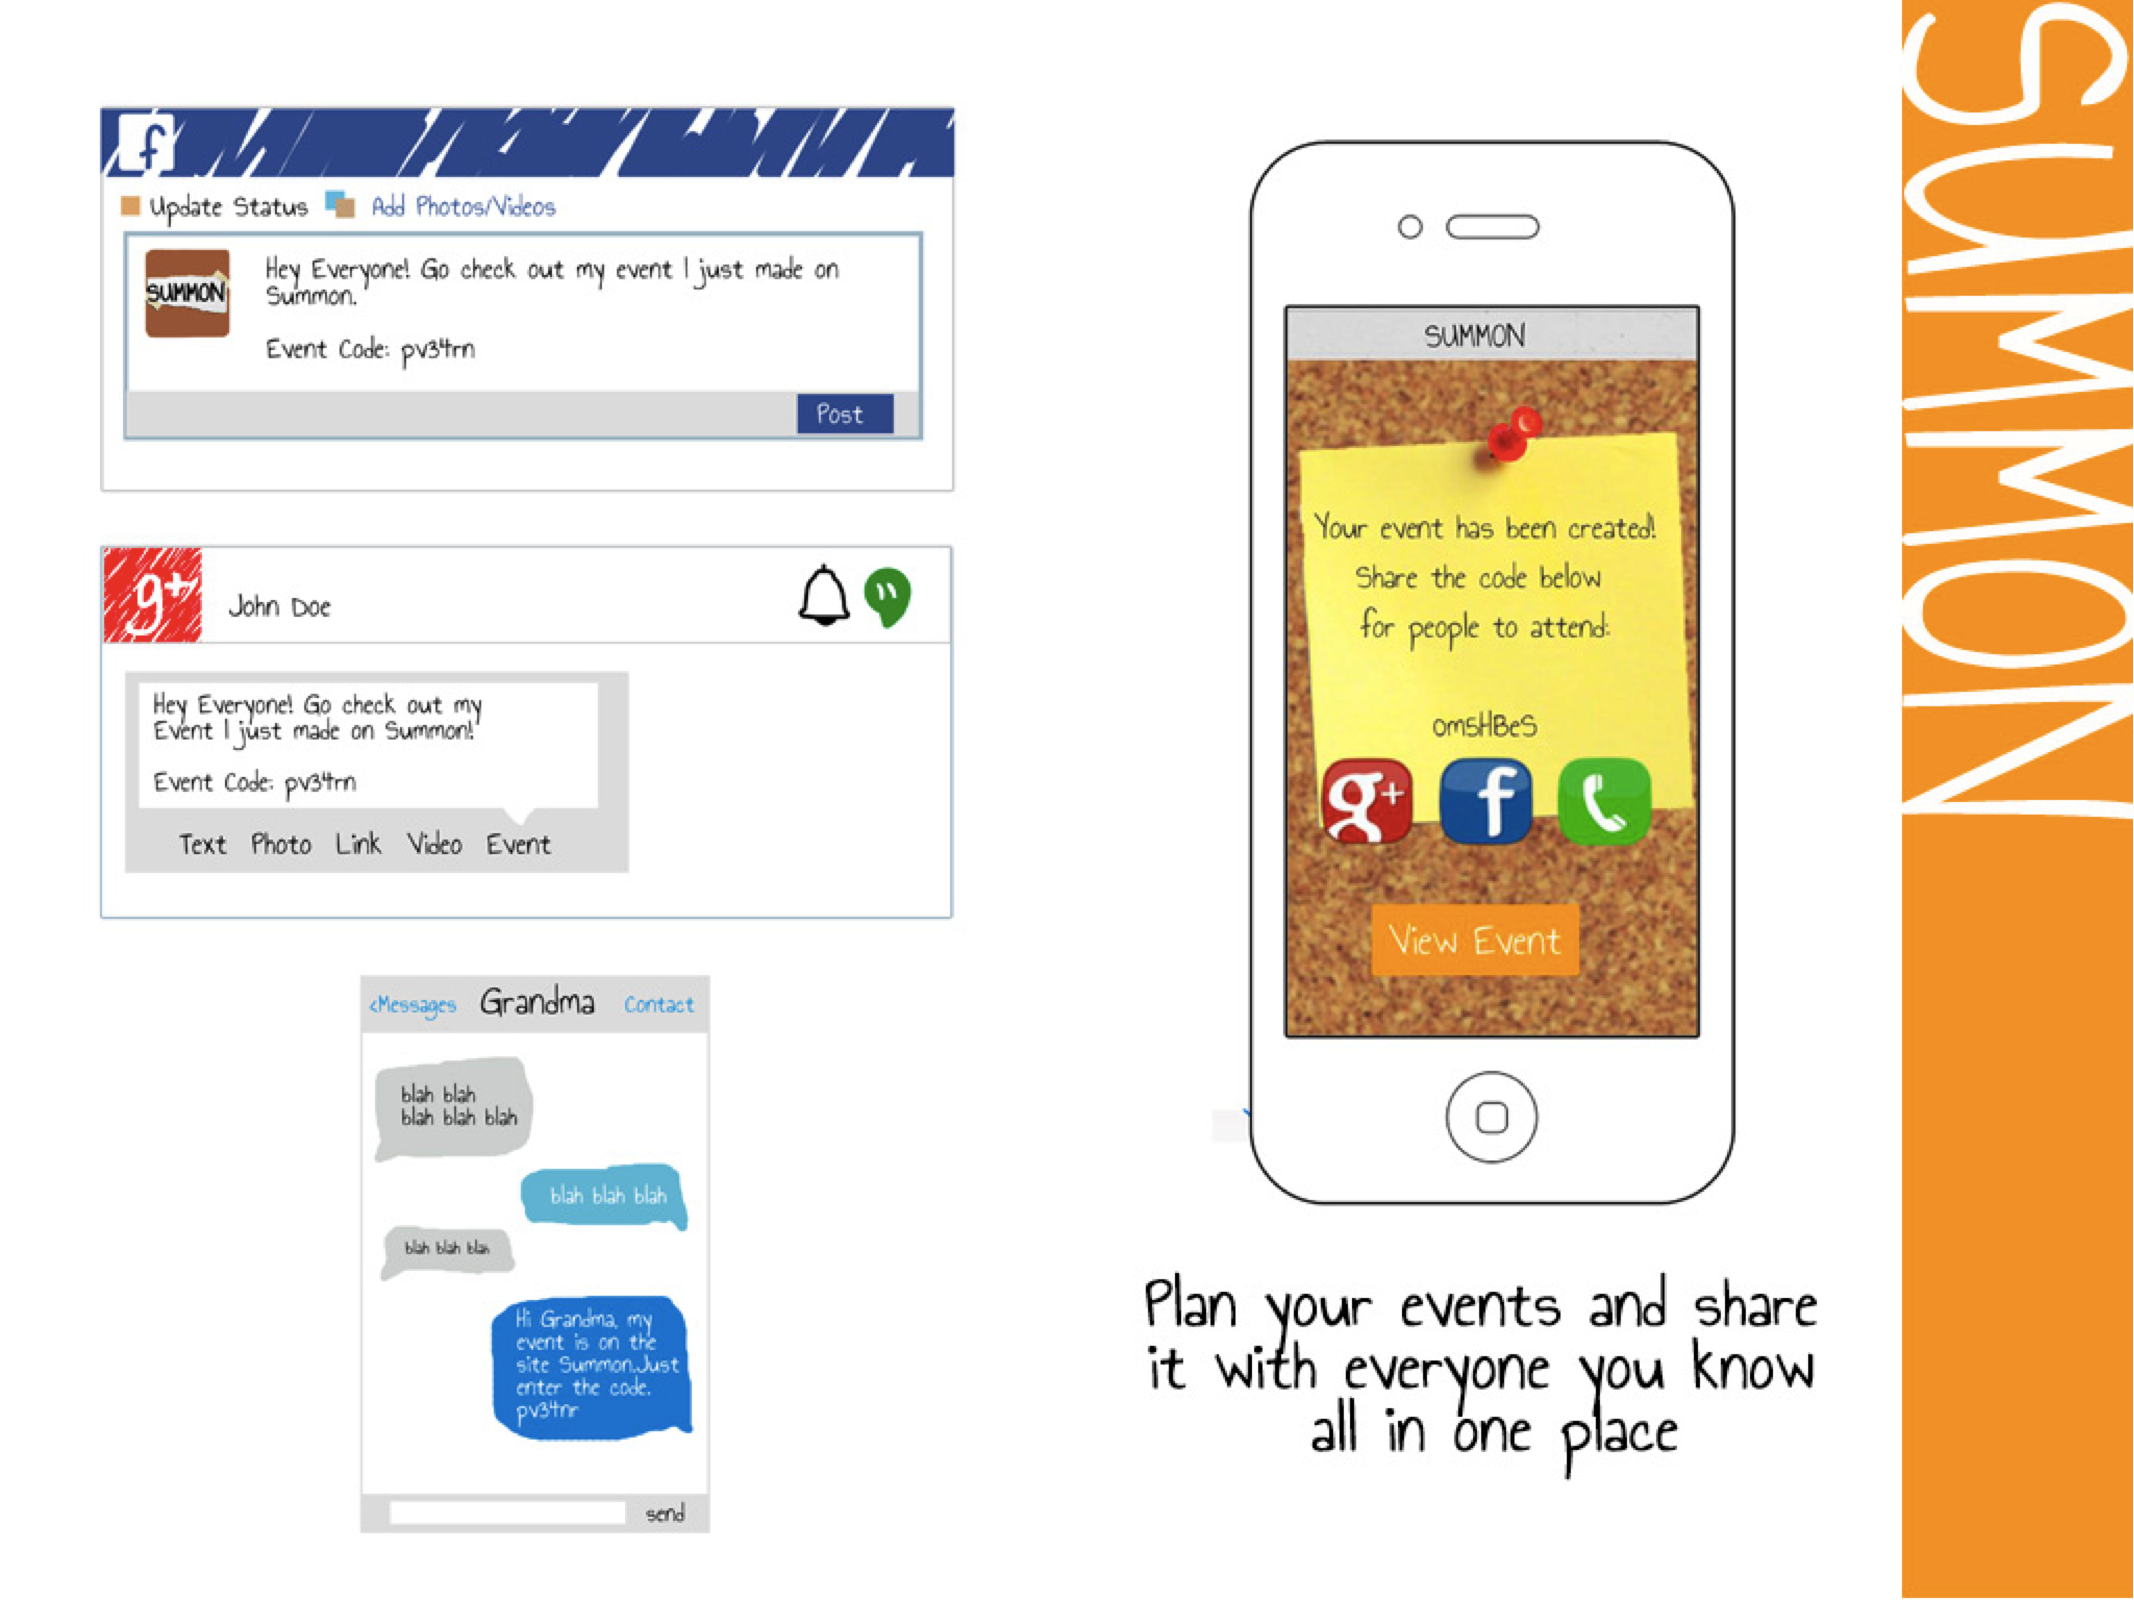 f
Update Status Add Photos/Videos
SUMMON
Hey Everyone! Go check out my event I just made on
Summon.
Event Code: pv34rn
Post
g+ John Doe
Hey Everyone! Go check out my
Event I just made on Summon!
Event Code: pv34rn
Text Photo Link Video Event
<Messages Grandma Contact
blah blah
blah blah blah
blah blah blah
blah blah blah
Hi Grandma, my
event is on the
site Summon.Just
enter the code.
pv34nr
send
SUMMON
Your event has been created!
Share the code below
for people to attend:
om5HBeS
g+ f
View Event
Plan your events and share
it with everyone you know
all in one place
SUMMON